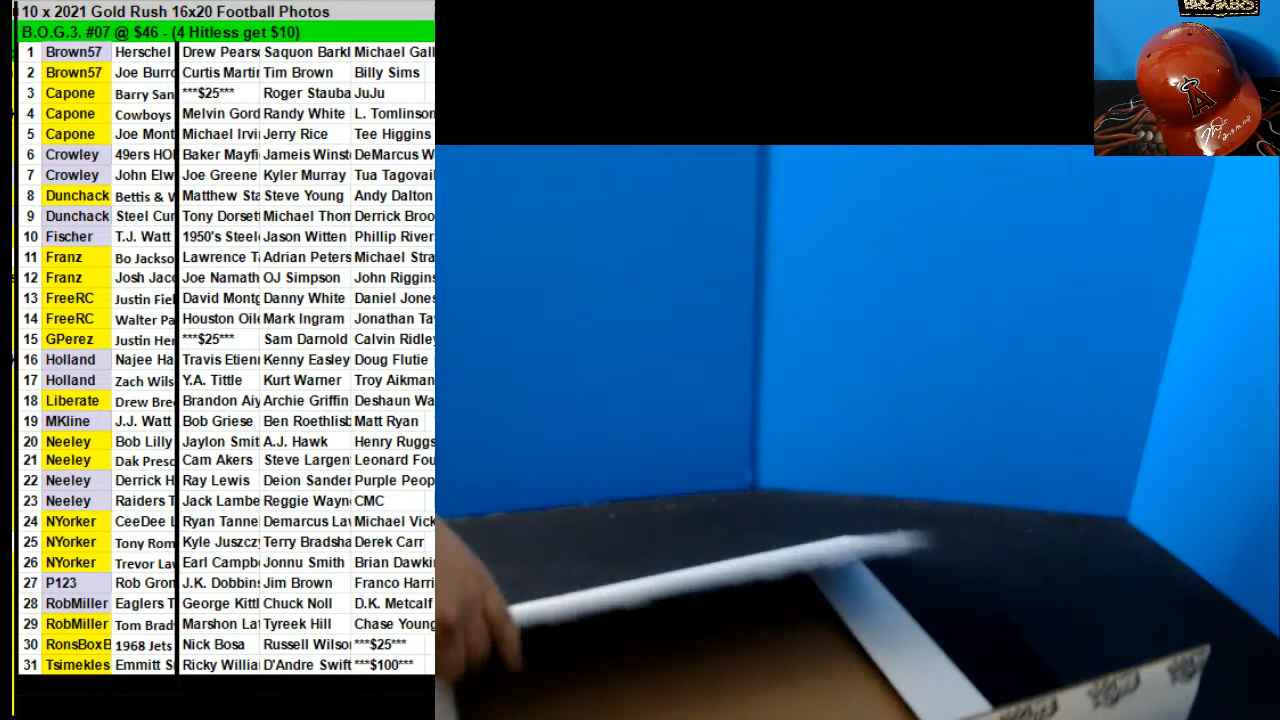 10 x 2021 Gold Rush 16x20 Football Photos
B.O.G.3. #07 @ $46 - (4 Hitless get $10)
1 Brown57 Herschel Drew Pears Saquon Barkl Michael Gall
2 Brown57 Joe Burro Curtis Martin Tim Brown Billy Sims
3 Capone Barry San ***$25*** Roger Stauba JuJu
4 Capone Cowboys Melvin Gord Randy White L. Tomlinson
5 Capone Joe Mont Michael Irvi Jerry Rice Tee Higgins
6 Crowley 49ers HO Baker Mayfi Jameis Winst DeMarcus W
7 Crowley John Elw Joe Greene Kyler Murray Tua Tagovail
8 Dunchack Bettis & W Matthew Sta Steve Young Andy Dalton
9 Dunchack Steel Cur Tony Dorset Michael Thom Derrick Broo
10 Fischer T.J. Watt 1950's Steel Jason Witten Phillip River
11 Franz Bo Jackso Lawrence T Adrian Peters Michael Stra
12 Franz Josh Jac Joe Namath OJ Simpson John Riggins
13 FreeRC Justin Fiel David Montg Danny White Daniel Jones
14 FreeRC Walter Pa Houston Oile Mark Ingram Jonathan Ta
15 GPerez Justin Her ***$25*** Sam Darnold Calvin Ridley
16 Holland Najee Ha Travis Etien Kenny Easley Doug Flutie
17 Holland Zach Wils Y.A. Tittle Kurt Warner Troy Aikman
18 Liberate Drew Bree Brandon Aiy Archie Griffin Deshaun Wa
19 MKline J.J. Watt Bob Griese Ben Roethlisb Matt Ryan
20 Neeley Bob Lilly Jaylon Smit A.J. Hawk Henry Ruggs
21 Neeley Dak Presc Cam Akers Steve Largen Leonard Fou
22 Neeley Derrick H Ray Lewis Deion Sander Purple Peop
23 Neeley Raiders T Jack Lambe Reggie Wayn CMC
24 NYorker CeeDee L Ryan Tanne Demarcus La Michael Vick
25 NYorker Tony Rom Kyle Juszcz Terry Bradsha Derek Carr
26 NYorker Trevor La Earl Campb Jonnu Smith Brian Dawki
27 P123 Rob Gron J.K. Dobbins Jim Brown Franco Harri
28 RobMiller Eaglers T George Kittl Chuck Noll D.K. Metcalf
29 RobMiller Tom Brad Marshon Lat Tyreek Hill Chase Young
30 RonsBoxB 1968 Jets Nick Bosa Russell Wilso ***$25***
31 Tsimekles Emmitt S Ricky Willia D'Andre Swift ***$100***
A